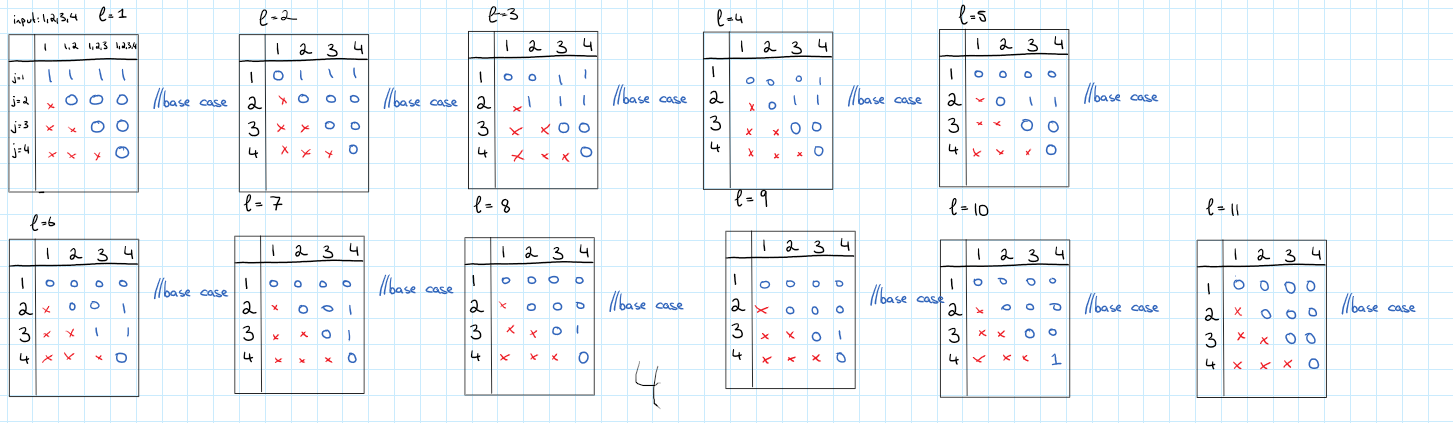 input: 1,2,3,4 l=1
1 1,2 1,2,3 1,2,3,4
j=1 1 1 1 1
j=2 x 0 0 0 //base case
j=3 x x 0 0
j=4 x x x 0
l=2
1 2 3 4
1 0 1 1 1
2 x 0 0 0 //base case
3 x x 0 0
4 x x x 0
l=3
1 2 3 4
1 0 0 1 1
2 x 1 1 1 //base case
3 x x 0 0
4 x x x 0
l=4
1 2 3 4
1 0 0 0 1
2 x 0 1 1 //base case
3 x x 0 0
4 x x x 0
l=5
1 2 3 4
1 0 0 0 0
2 x 0 1 1 //base case
3 x x 0 0
4 x x x 0
l=6
1 2 3 4
1 0 0 0 0 //base case
2 x 0 0 1
3 x x 1 1
4 x x x 0
l=7
1 2 3 4
1 0 0 0 0 //base case
2 x 0 0 1
3 x x 0 1
4 x x x 0
l=8
1 2 3 4
1 0 0 0 0
2 x 0 0 0 //base case
3 x x 0 1
4 x x x 0
4
l=9
1 2 3 4
1 0 0 0 0 //base case
2 x 0 0 0
3 x x 0 1
4 x x x 0
l=10
1 2 3 4
1 0 0 0 0
2 x 0 0 0 //base case
3 x x 0 0
4 x x x 1
l=11
1 2 3 4
1 0 0 0 0
2 x 0 0 0 //base case
3 x x 0 0
4 x x x 0